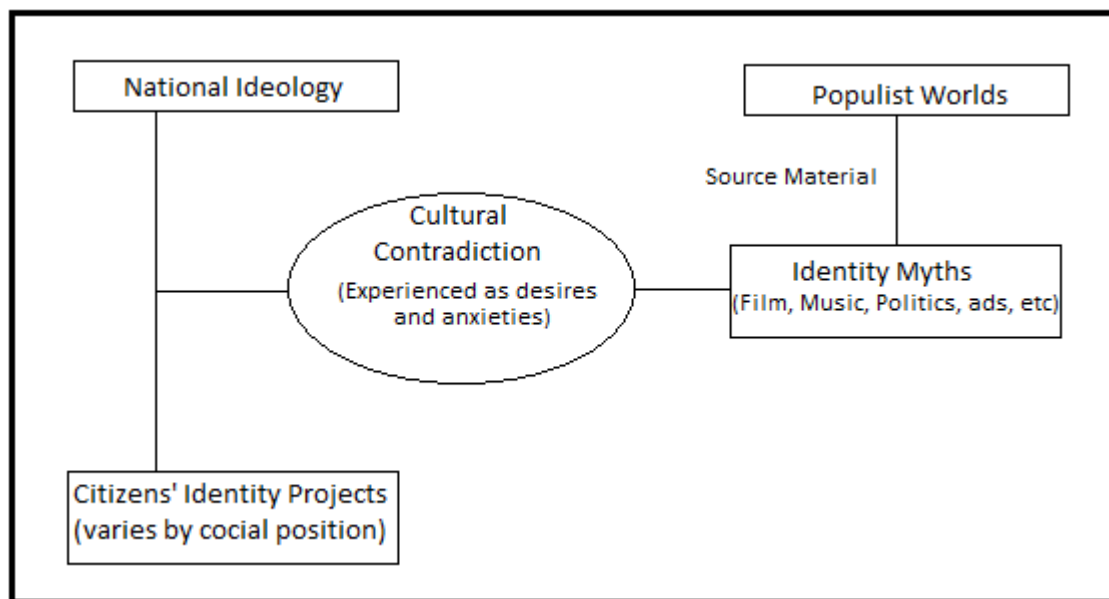 National Ideology
Populist Worlds
Source Material
Cultural
Contradiction
(Experienced as desires
and anxieties)
Identity Myths
(Film, Music, Politics, ads, etc)
Citizens' Identity Projects
(varies by cocial position)